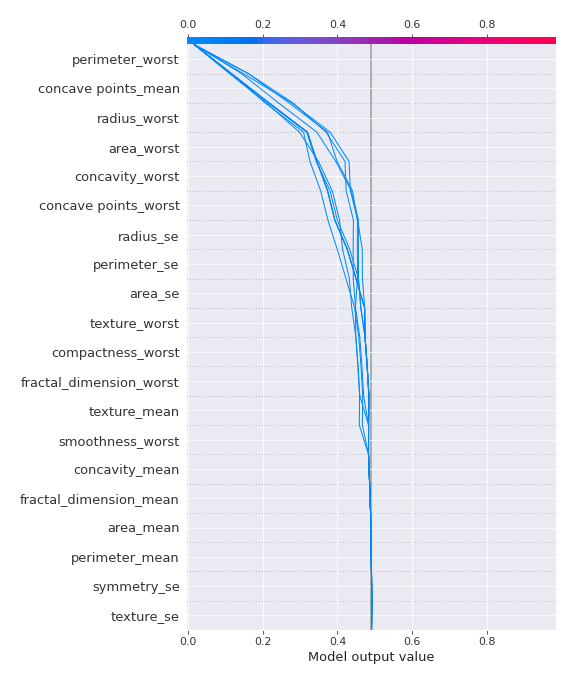 0.0 0.2 0.4 0.6 0.8
perimeter_worst
concave points_mean
radius_worst
area_worst
concavity_worst
concave points_worst
radius_se
perimeter_se
area_se
texture_worst
compactness_worst
fractal_dimension_worst
texture_mean
smoothness_worst
concavity_mean
fractal_dimension_mean
area_mean
perimeter_mean
symmetry_se
texture_se
0.0 0.2 0.4 0.6 0.8
Model output value